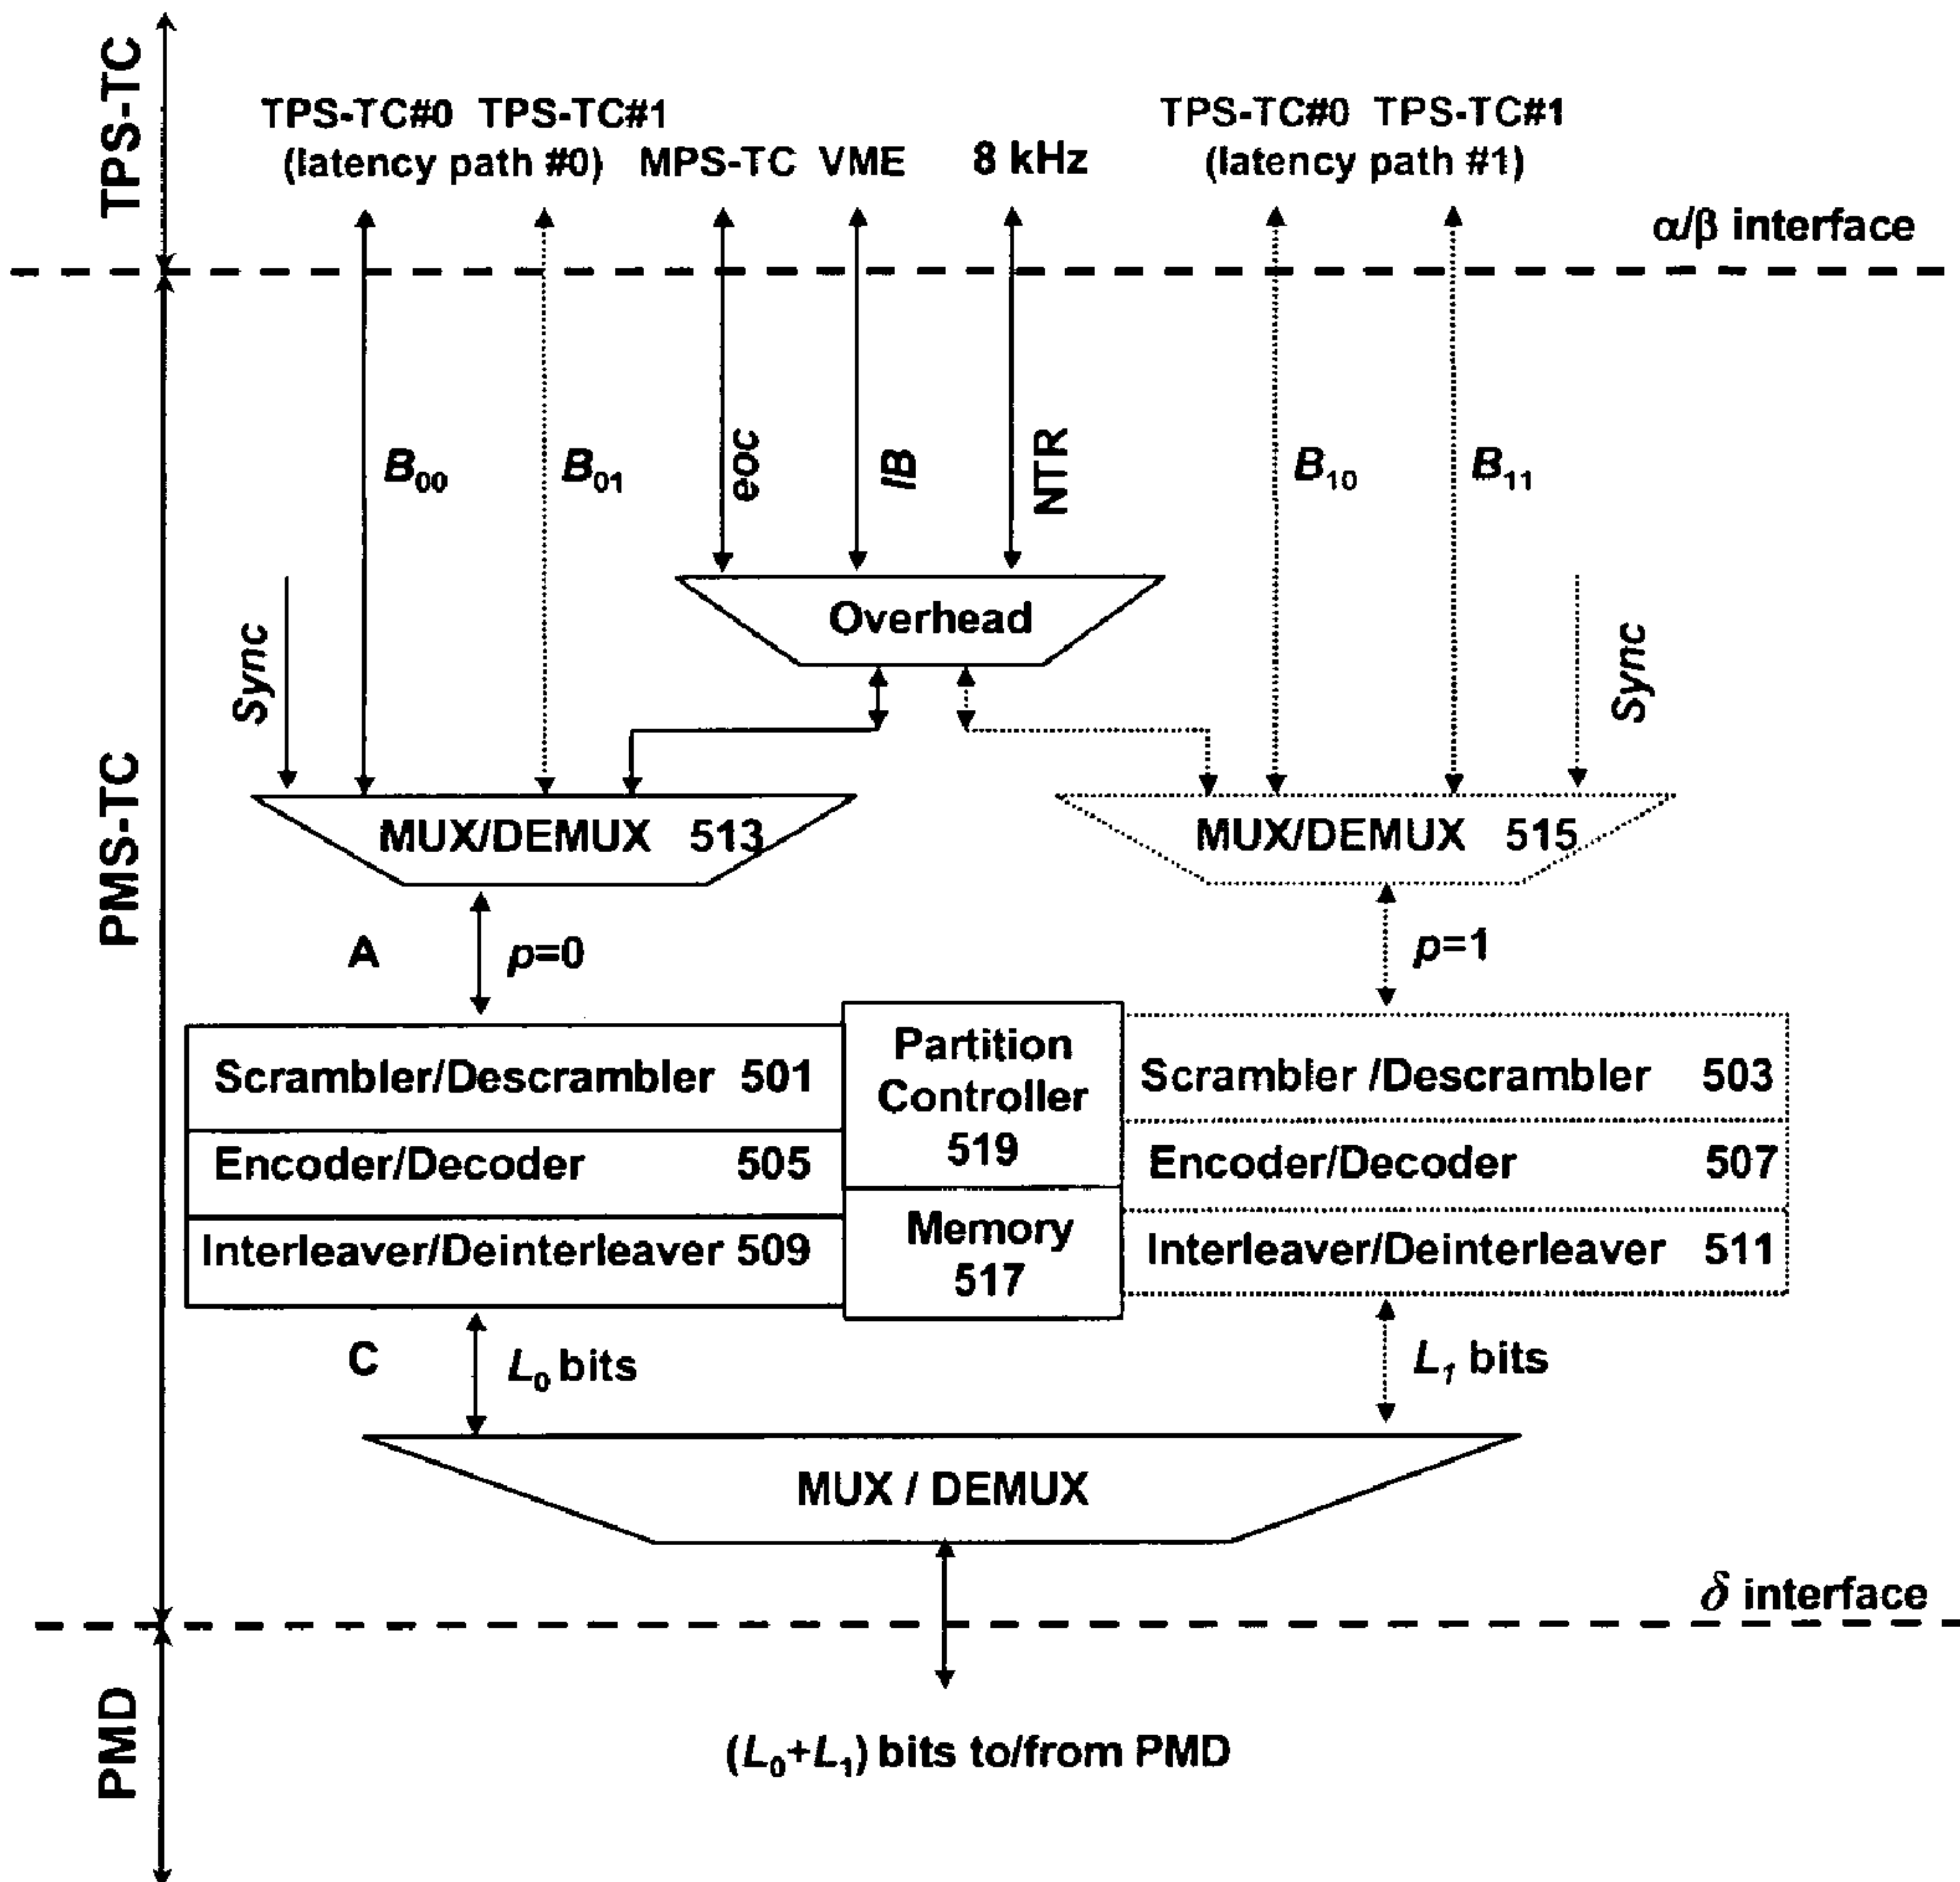 TPS-TC
TPS-TC#0 TPS-TC#1
(latency path #0)
MPS-TC VME
8 kHz
TPS-TC#0 TPS-TC#1
(latency path #1)
α/β interface
PMS-TC
B00
B01
eoc
IB
NTR
B10
B11
Sync
Overhead
Sync
MUX/DEMUX 513
MUX/DEMUX 515
A
p=0
p=1
Scrambler/Descrambler 501
Partition
Controller
519
Scrambler /Descrambler 503
Encoder/Decoder 505
Encoder/Decoder 507
Interleaver/Deinterleaver 509
Memory
517
Interleaver/Deinterleaver 511
C
L0 bits
L1 bits
MUX / DEMUX
δ interface
PMD
(L0+L1) bits to/from PMD